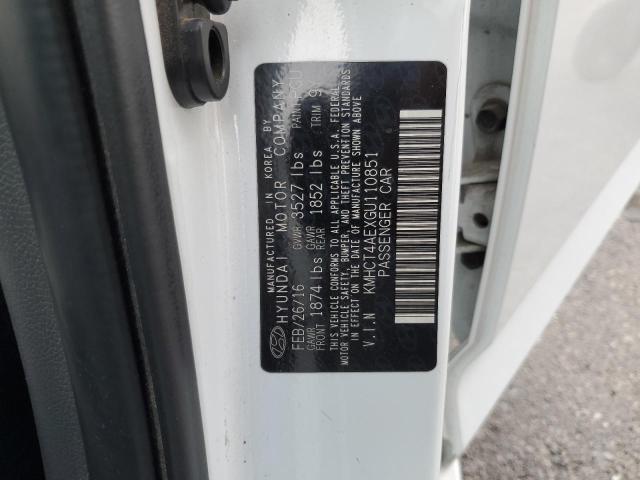 MANUFACTURED IN KOREA BY
HYUNDAI MOTOR COMPANY
FEB/26/16 GVWR 3527 lbs PAINT
GAWR FRONT 1874 lbs GAWR REAR 1852 lbs TRIM
THIS VEHICLE CONFORMS TO ALL APPLICABLE U.S.A. FEDERAL
MOTOR VEHICLE SAFETY, BUMPER, AND THEFT PREVENTION STANDARDS
IN EFFECT ON THE DATE OF MANUFACTURE SHOWN ABOVE
V.I.N KMHCT4AEXGU110851
PASSENGER CAR